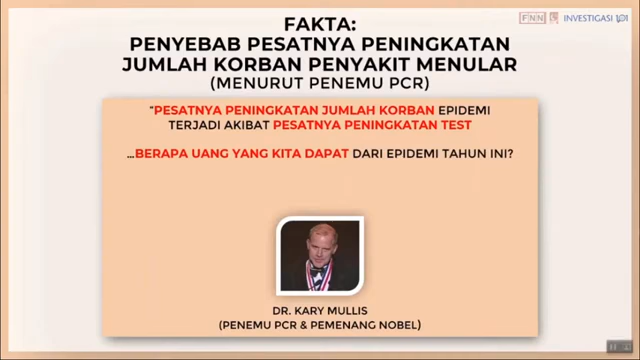 FNN INVESTIGASI
FAKTA:
PENYEBAB PESATNYA PENINGKATAN
JUMLAH KORBAN PENYAKIT MENULAR
(MENURUT PENEMU PCR)
"PESATNYA PENINGKATAN JUMLAH KORBAN EPIDEMI
TERJADI AKIBAT PESATNYA PENINGKATAN TEST
...BERAPA UANG YANG KITA DAPAT DARI EPIDEMI TAHUN INI?
DR. KARY MULLIS
(PENEMU PCR & PEMENANG NOBEL)